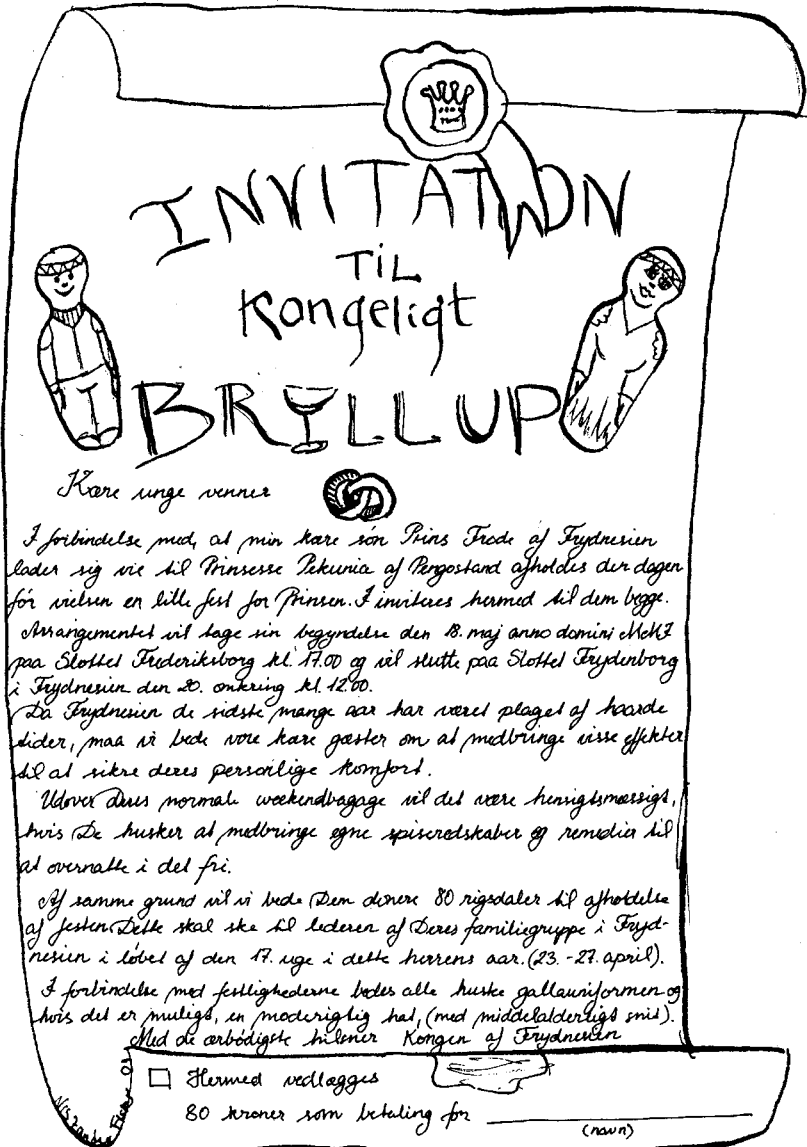 INVITATION
TiL
Kongeligt
BRYLLUP
Kære unge venner
I forbindelse med, at min kære søn Prins Frode af Frydnesien
lader sig vie til Prinsesse Pekunia af Pengostand afholdes der dagen
før vielsen en lille fest for Prinsen. I inviteres hermed til dem begge.
Arrangementet vil tage sin begyndelse den 18. maj anno domini
paa Slottet Frederiksborg kl. 17.00 og vil slutte paa Slottet Frydenborg
i Frydnesien den 20. omkring kl. 12.00.
Da Frydnesien de sidste mange aar har været plaget af haarde
tider, maa vi bede vore kære gæster om at medbringe visse effekter
til at sikre deres personlige komfort.
Udover Deres normale weekendbagage vil det være hensigtsmæssigt,
hvis De husker at medbringe egne spiseredskaber og remedier til
at overnatte i det fri.
Af samme grund vil vi bede Dem donere 80 rigsdaler til afholdelse
af festen. Dette skal ske til lederen af Deres familiegruppe i Fryd-
nesien i løbet af den 17. uge i dette herrens aar. (23. - 27. april).
I forbindelse med festlighederne bedes alle huske gallauniformen og
hvis det er muligt, en moderigtig hat, (med middelalderligt snit).
Med de ærbødigste hilsner Kongen af Frydnesien
Hermed vedlægges
80 kroner som betaling for
(navn)